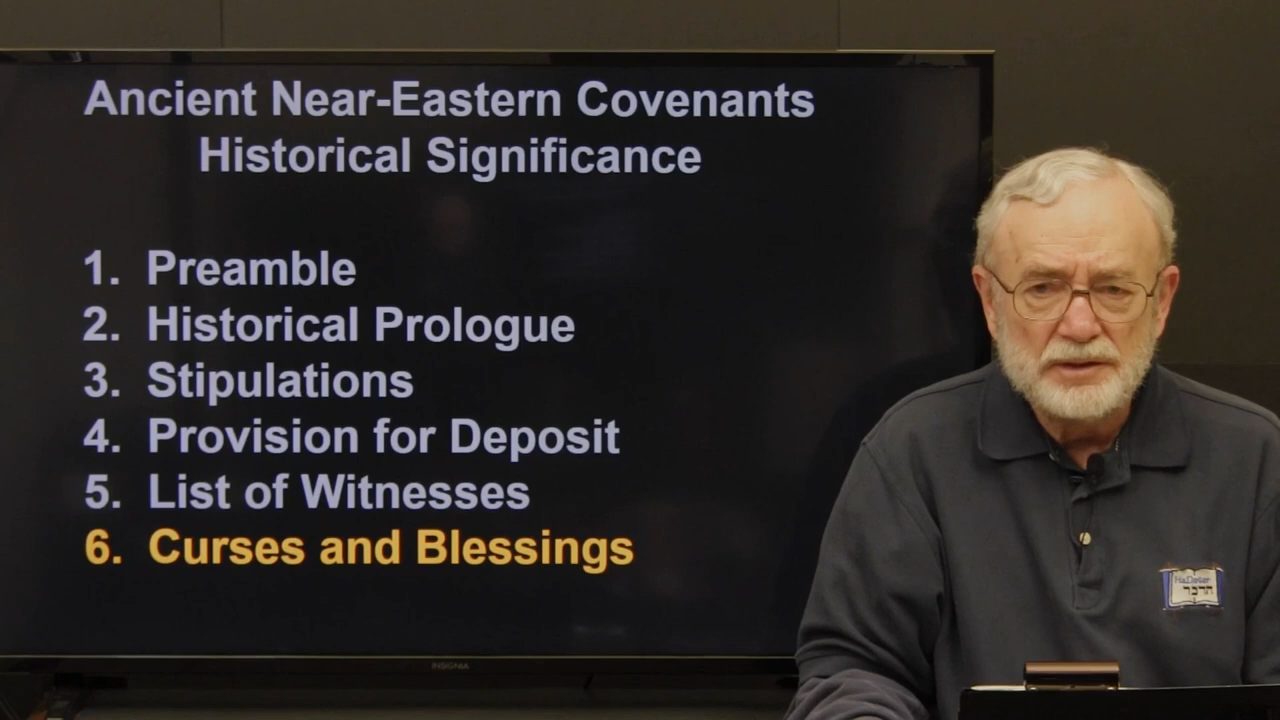 Ancient Near-Eastern Covenants
Historical Significance
1. Preamble
2. Historical Prologue
3. Stipulations
4. Provision for Deposit
5. List of Witnesses
6. Curses and Blessings
INSIGNIA
HaDavar
הדבר